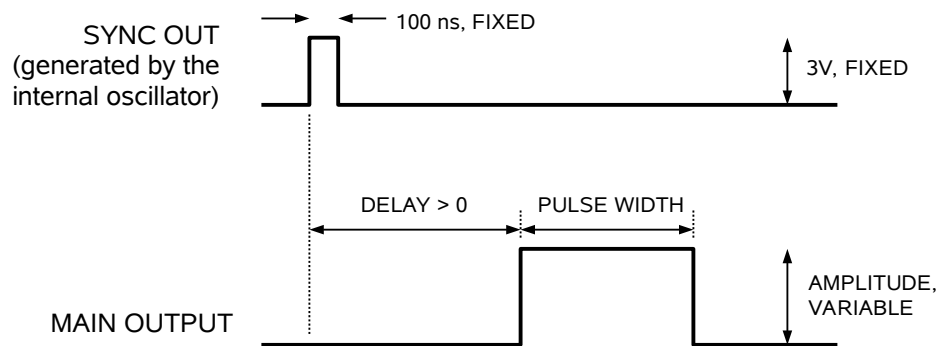 100 ns, FIXED
SYNC OUT
(generated by the
internal oscillator)
3V, FIXED
DELAY > 0
PULSE WIDTH
AMPLITUDE,
VARIABLE
MAIN OUTPUT